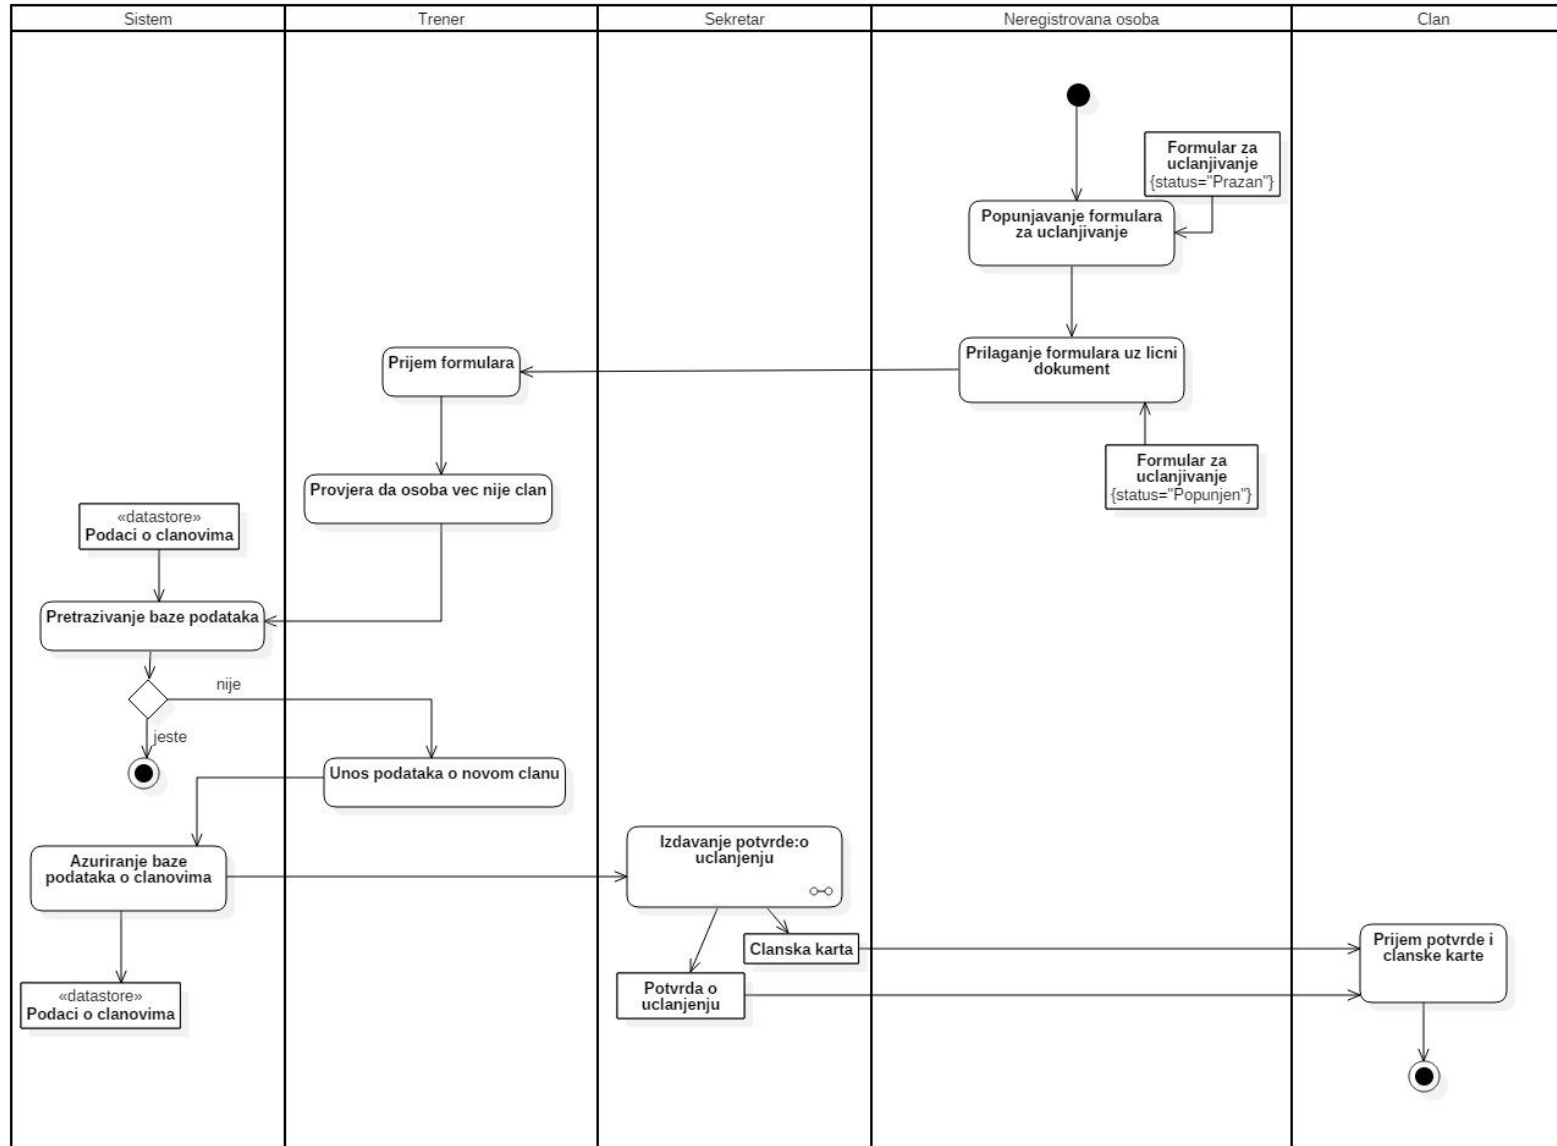 Sistem
Trener
Sekretar
Neregistrovana osoba
Clan
Formular za
uclanjivanje
{status="Prazan"}
Popunjavanje formulara
za uclanjivanje
Prijem formulara
Prilaganje formulara uz licni
dokument
Formular za
uclanjivanje
{status="Popunjen"}
Provjera da osoba vec nije clan
«datastore»
Podaci o clanovima
Pretrazivanje baze podataka
nije
jeste
Unos podataka o novom clanu
Azuriranje baze
podataka o clanovima
Izdavanje potvrde:o
uclanjenju
Clanska karta
Potvrda o
uclanjenju
Prijem potvrde i
clanske karte
«datastore»
Podaci o clanovima